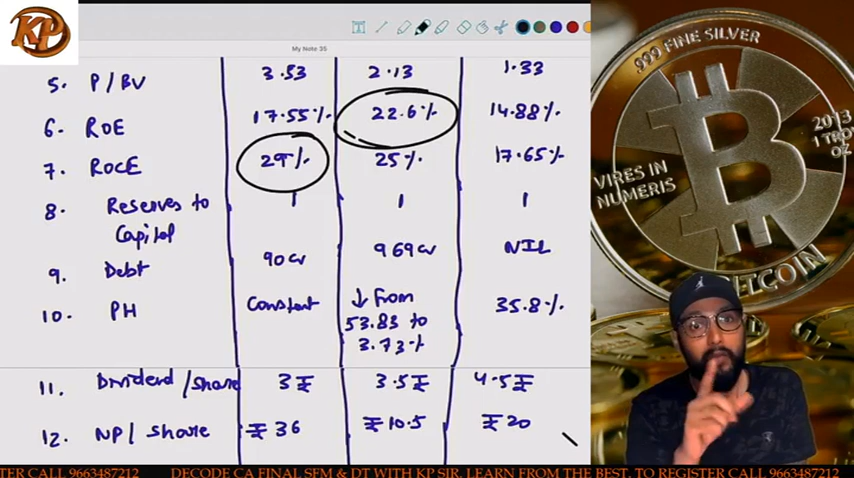 KP
My Note 35
5. P/BV 3.53 2.13 1.33
6. ROE 17.55% 22.6% 14.88%
7. ROCE 25% 17.65%
8. Reserves to 1 1 1
Capital
9. Debt 90cr 969cr NIL
10. PH Constant ↓ From 35.8%
53.83 to
3.73%
11. Dividend/share 3₹ 3.5₹ 4.5₹
12. NP/share ₹36 ₹10.5 ₹20
.999 FINE SILVER
2013
1 TRO
OZ
VIRES IN
NUMERIS
TCOIN
TER CALL 9663487212 DECODE CA FINAL SFM & DT WITH KP SIR, LEARN FROM THE BEST, TO REGISTER CALL 9663487212